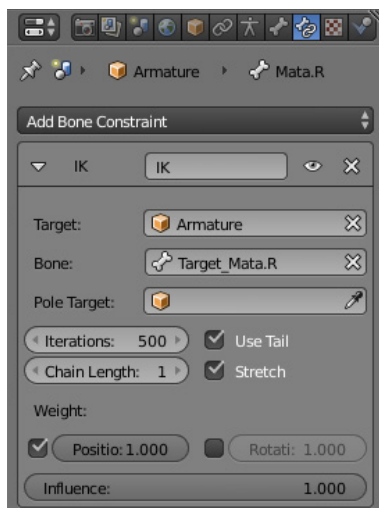 Armature Mata.R
Add Bone Constraint
IK IK
Target: Armature
Bone: Target_Mata.R
Pole Target:
Iterations: 500 Use Tail
Chain Length: 1 Stretch
Weight:
Positio: 1.000 Rotati: 1.000
Influence: 1.000